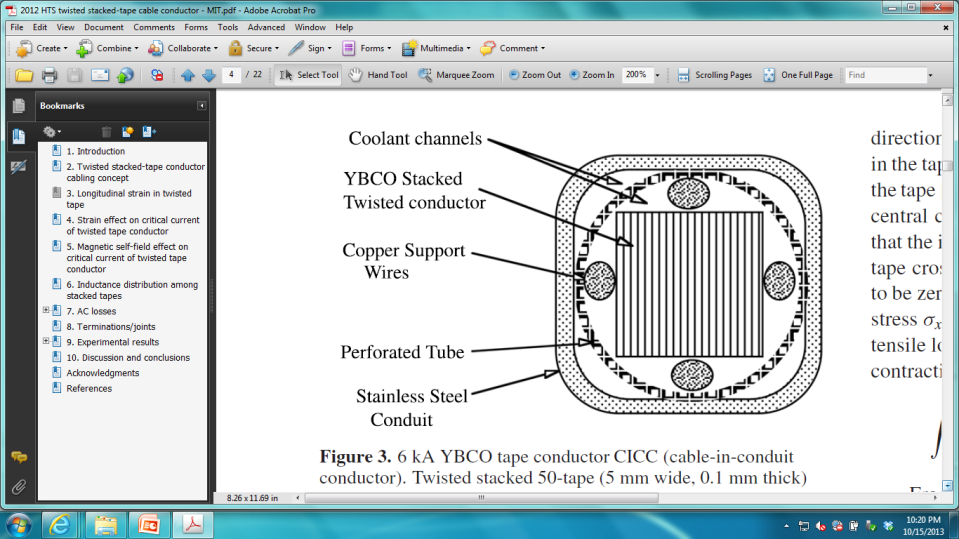 2012 HTS twisted stacked-tape cable conductor - MIT.pdf - Adobe Acrobat Pro
File Edit View Document Comments Forms Tools Advanced Window Help
Create Combine Collaborate Secure Sign Forms Multimedia Comment
4 / 22 Select Tool Hand Tool Marquee Zoom Zoom Out Zoom In 200% Scrolling Pages One Full Page Find
Bookmarks
1. Introduction
2. Twisted stacked-tape conductor
cabling concept
3. Longitudinal strain in twisted
tape
4. Strain effect on critical current
of twisted tape conductor
5. Magnetic self-field effect on
critical current of twisted tape
conductor
6. Inductance distribution among
stacked tapes
7. AC losses
8. Terminations/joints
9. Experimental results
10. Discussion and conclusions
Acknowledgments
References
Coolant channels
YBCO Stacked
Twisted conductor
Copper Support
Wires
Perforated Tube
Stainless Steel
Conduit
Figure 3. 6 kA YBCO tape conductor CICC (cable-in-conduit
conductor). Twisted stacked 50-tape (5 mm wide, 0.1 mm thick)
direction
in the tap
the tape
central c
that the i
tape cros
to be zer
stress σx
tensile lo
contracti
8.26 x 11.69 in
10:20 PM
10/15/2013